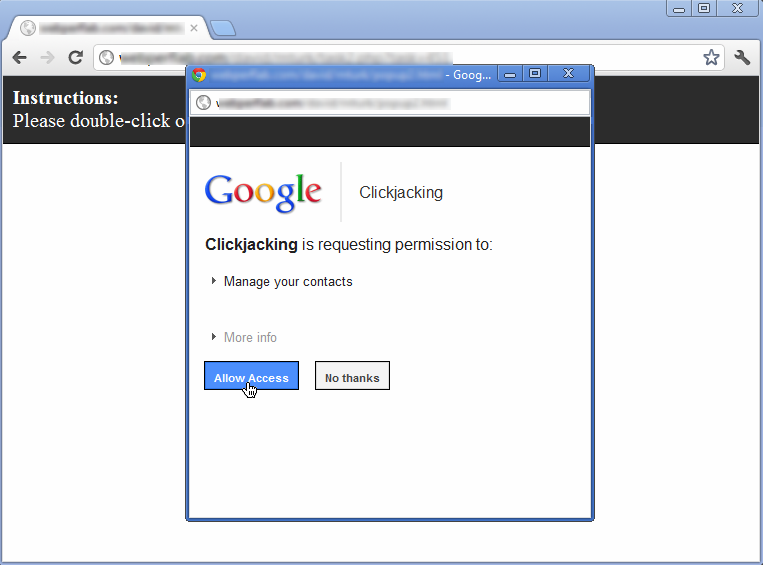 - Goog...
Instructions:
Please double-click o
Google
Clickjacking
Clickjacking is requesting permission to:
Manage your contacts
More info
Allow Access
No thanks